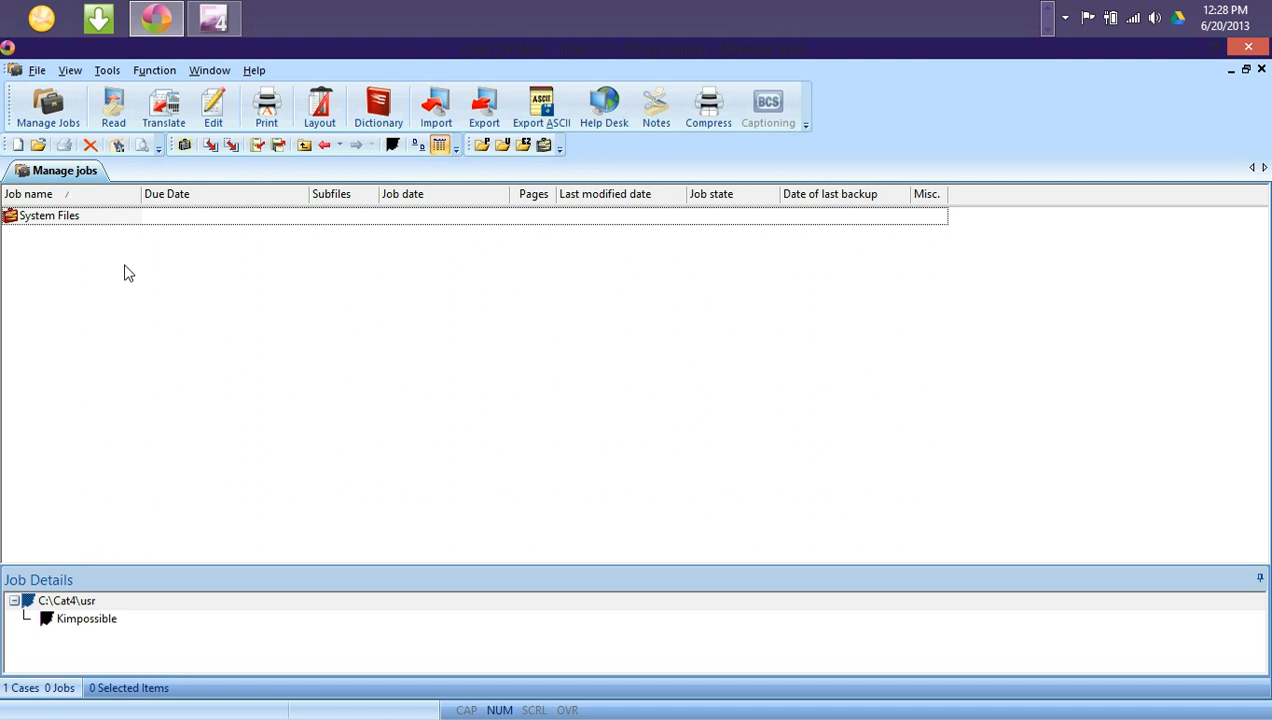 4
12:28 PM
6/20/2013
File View Tools Function Window Help
Manage Jobs Read Translate Edit Print Layout Dictionary Import Export ASCII Export ASCII Help Desk Notes Compress BCS Captioning
Manage jobs
Job name Due Date Subfiles Job date Pages Last modified date Job state Date of last backup Misc.
System Files
Job Details
C:\Cat4\usr
Kimpossible
1 Cases 0 Jobs 0 Selected Items
CAP NUM SCRL OVR